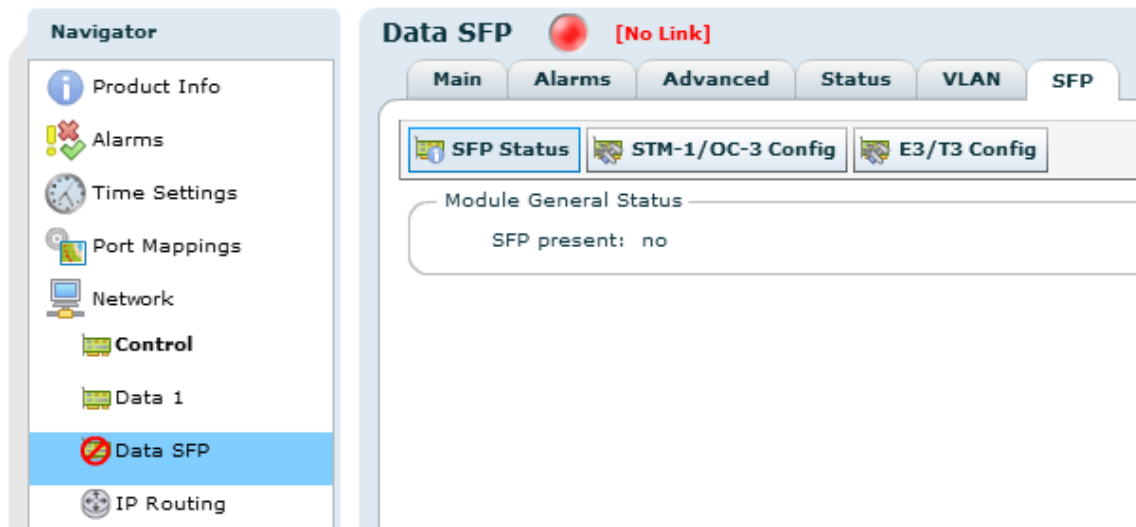 Navigator
Product Info
Alarms
Time Settings
Port Mappings
Network
Control
Data 1
Data SFP
IP Routing
Data SFP [No Link]
Main Alarms Advanced Status VLAN SFP
SFP Status STM-1/OC-3 Config E3/T3 Config
Module General Status
SFP present: no